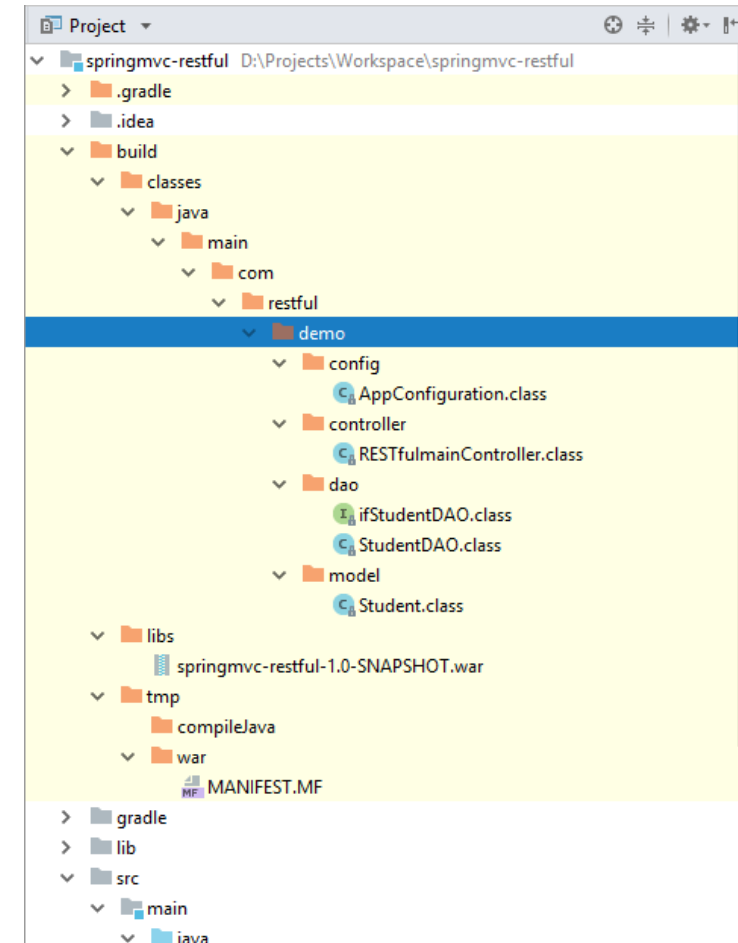 Project
springmvc-restful D:\Projects\Workspace\springmvc-restful
.gradle
.idea
build
classes
java
main
com
restful
demo
config
C AppConfiguration.class
controller
C RESTfulmainController.class
dao
I ifStudentDAO.class
C StudentDAO.class
model
C Student.class
libs
springmvc-restful-1.0-SNAPSHOT.war
tmp
compileJava
war
MF MANIFEST.MF
gradle
lib
src
main
java